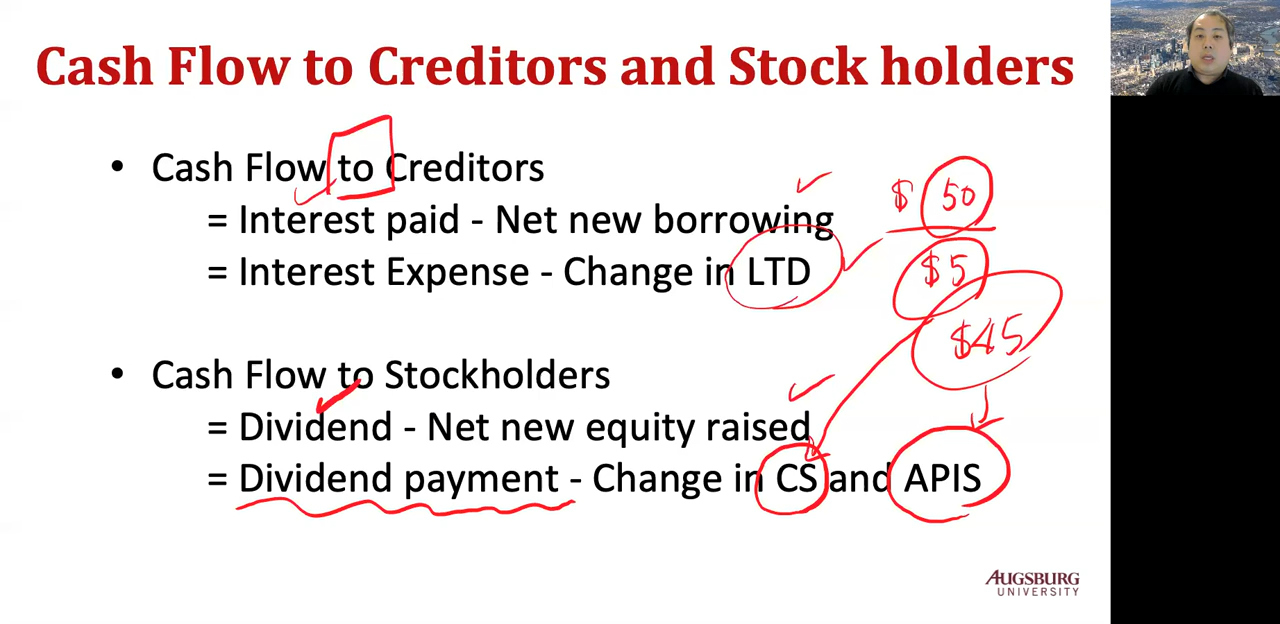 Cash Flow to Creditors and Stock holders
• Cash Flow to Creditors
= Interest paid - Net new borrowing
= Interest Expense - Change in LTD
$ 50
$5
$45
• Cash Flow to Stockholders
= Dividend - Net new equity raised
= Dividend payment - Change in CS and APIS
AUGSBURG
UNIVERSITY